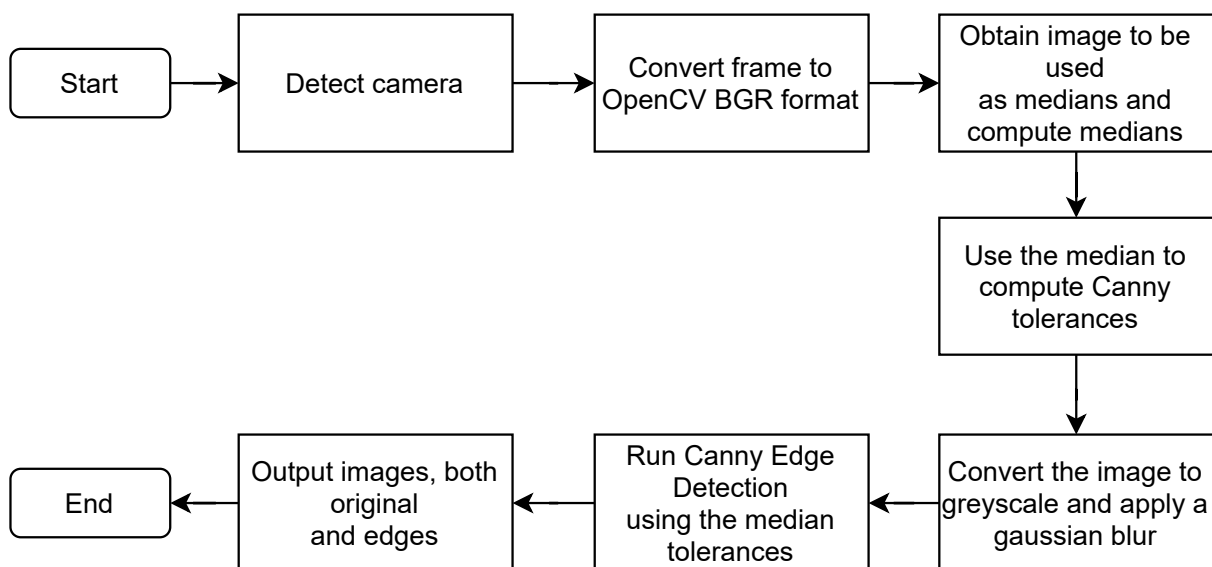 Start
Detect camera
Convert frame to
OpenCV BGR format
Obtain image to be
used
as medians and
compute medians
Use the median to
compute Canny
tolerances
Convert the image to
greyscale and apply a
gaussian blur
Run Canny Edge
Detection
using the median
tolerances
Output images, both
original
and edges
End